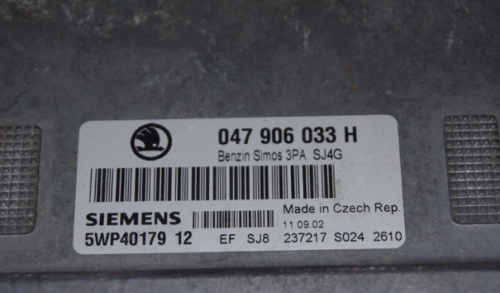 047 906 033 H
Benzin Simos 3PA SJ4G
SIEMENS
Made in Czech Rep.
11.09.02
5WP40179 12
EF SJ8 237217 S024 2610